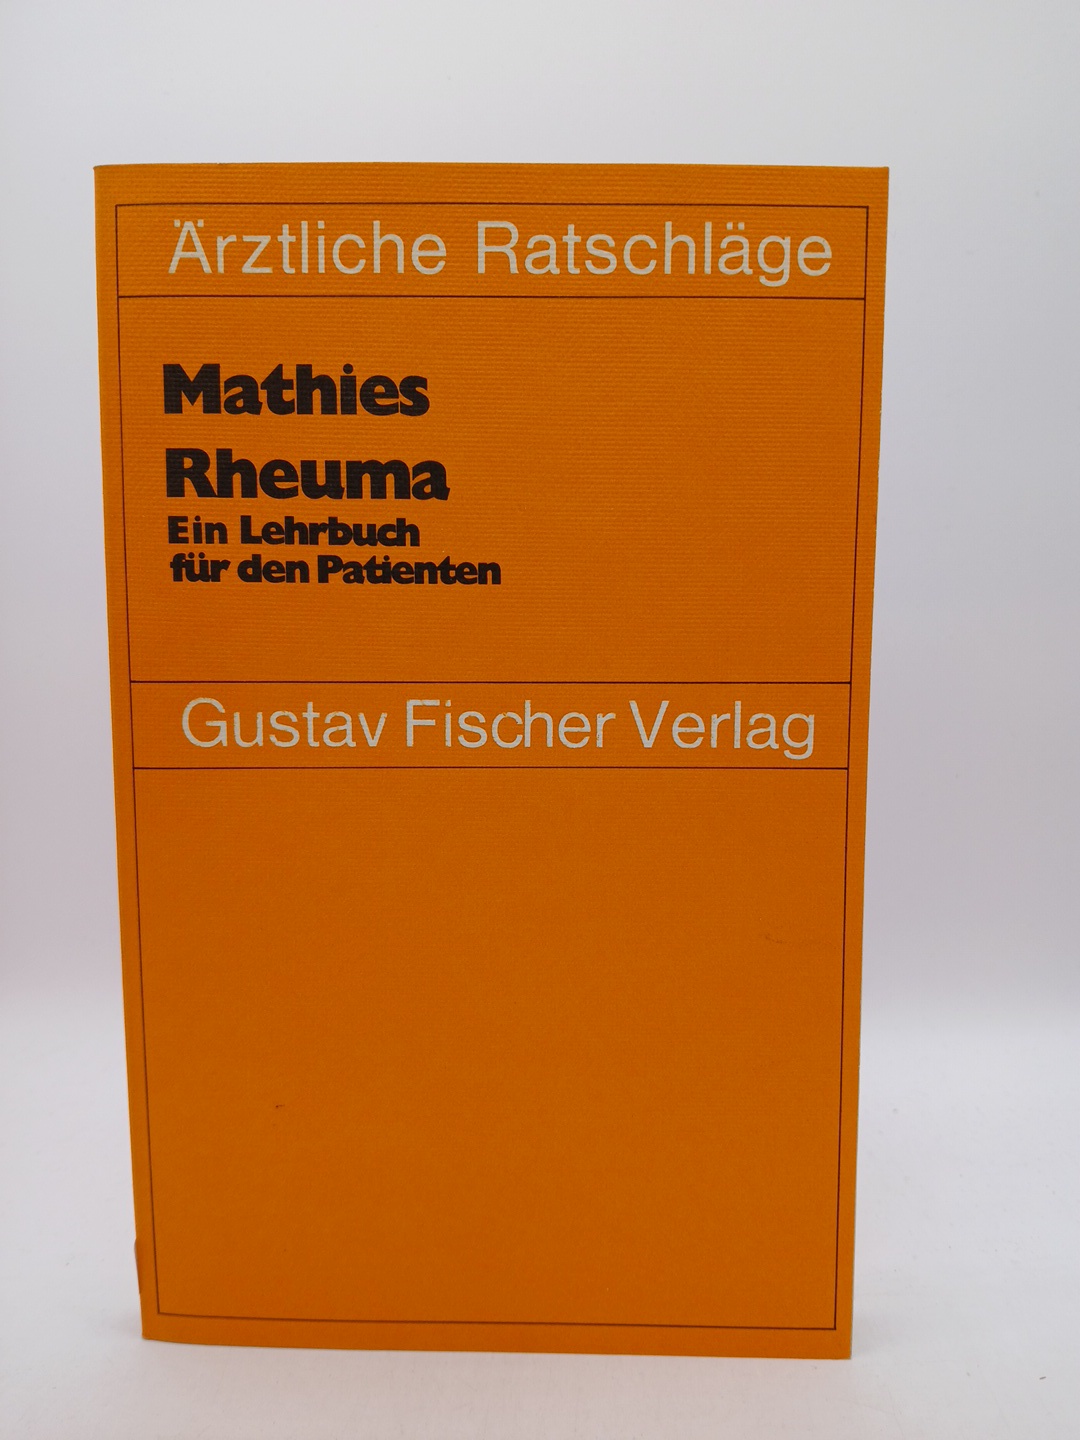 Ärztliche Ratschläge
Mathies
Rheuma
Ein Lehrbuch
für den Patienten
Gustav Fischer Verlag